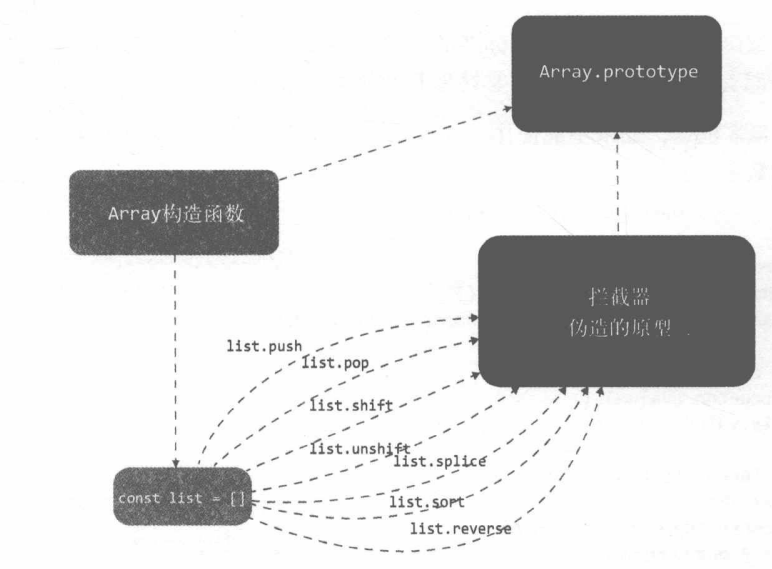 Array.prototype
Array构造函数
拦截器
伪造的原型
list.push
list.pop
list.shift
list.unshift
list.splice
const list = []
list.sort
list.reverse